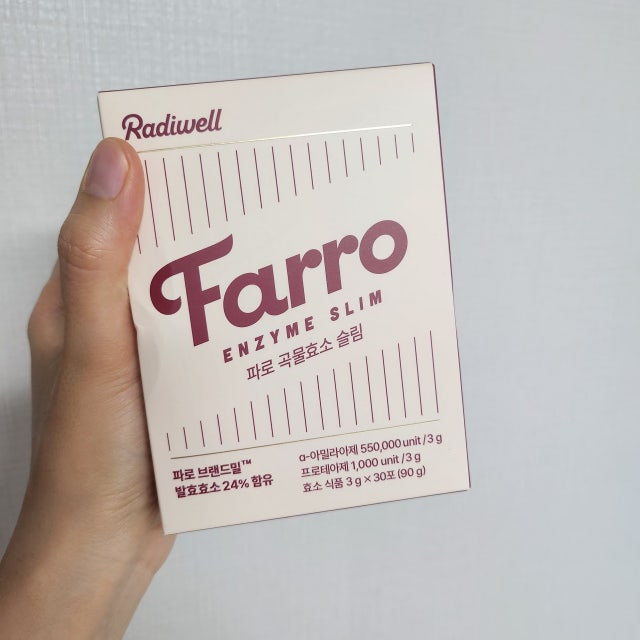 Radiwell
Farro
ENZYME SLIM
파로 곡물효소 슬림
파로 브랜드밀™
발효효소 24% 함유
α-아밀라아제 550,000 unit / 3 g
프로테아제 1,000 unit / 3 g
효소 식품 3 g × 30포 (90 g)